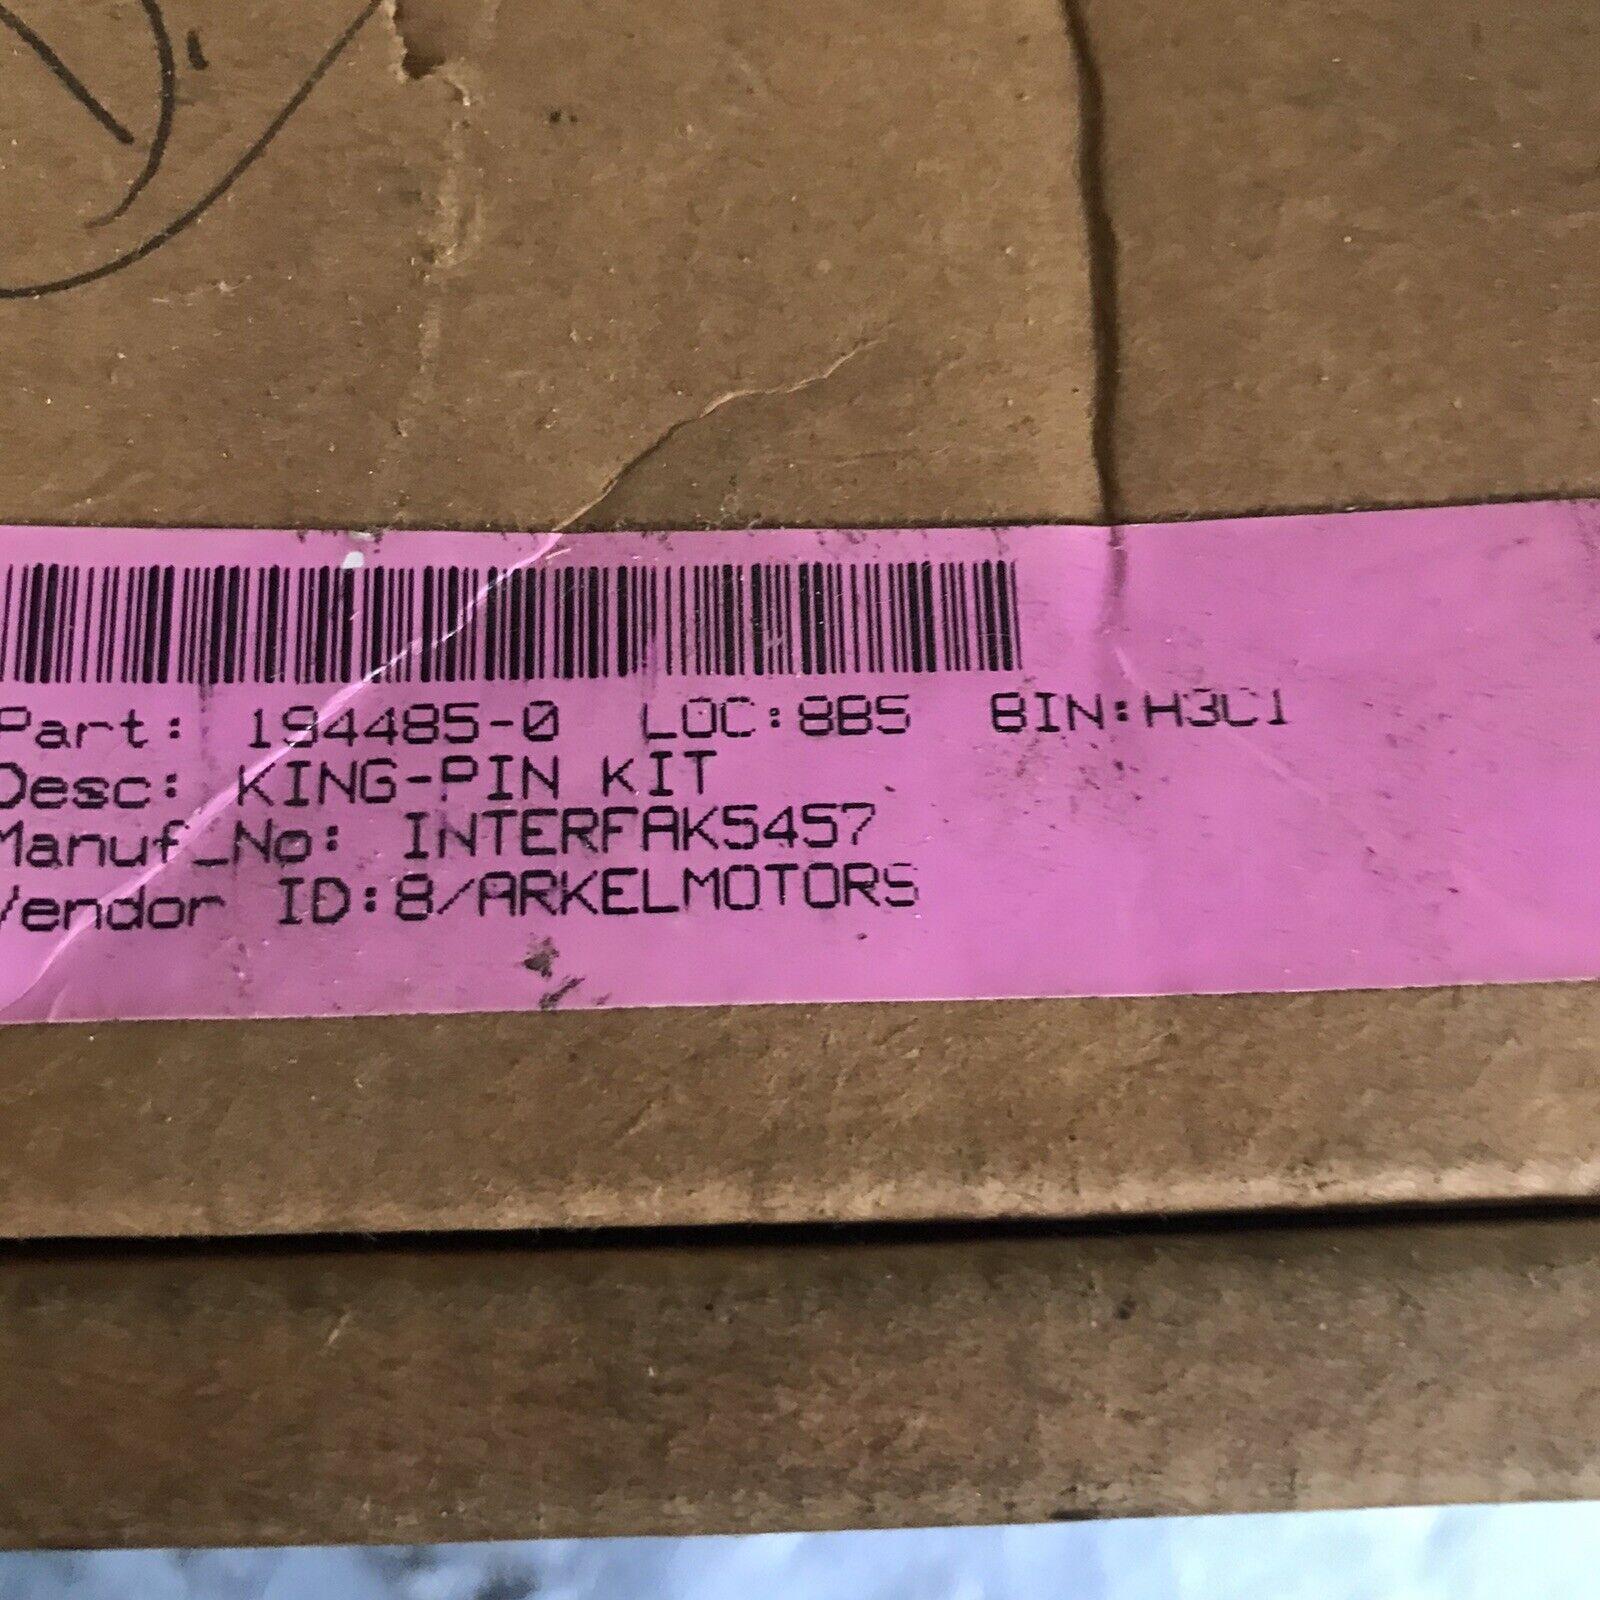 Part: 194485-0 LOC:8B5 BIN:H3C1
Desc: KING-PIN KIT
Manuf_No: INTERFAK5457
Vendor ID:8/ARKELMOTORS